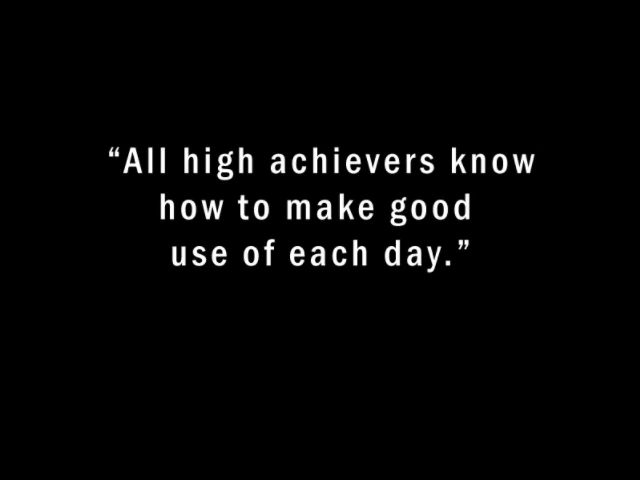 “All high achievers know
how to make good
use of each day.”